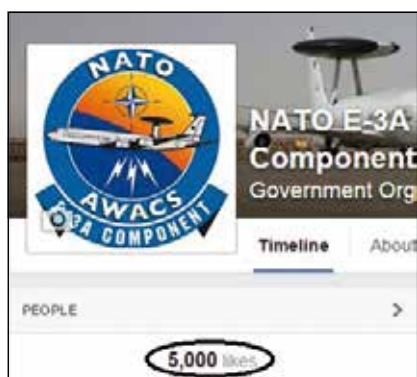 NATO
AWACS
E-3A COMPONENT
NATO E-3A
Component
Government Org
Timeline
About
PEOPLE
5,000 likes